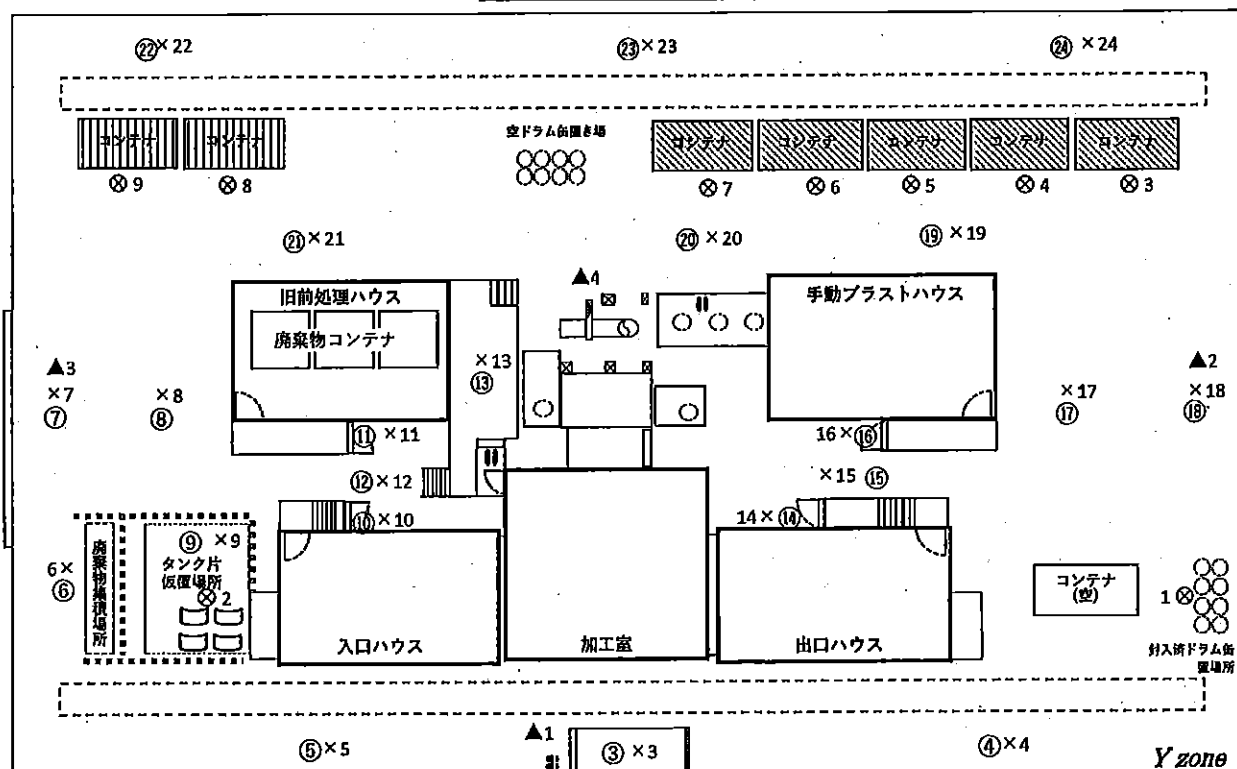 ㉒×22
㉓×23
㉔×24
コンテナ
コンテナ
空ドラム缶置き場
コンテナ
コンテナ
コンテナ
コンテナ
コンテナ
⊗9
⊗8
⊗7
⊗6
⊗5
⊗4
⊗3
㉑×21
⑳×20
⑲×19
▲4
旧前処理ハウス
廃棄物コンテナ
手動ブラストハウス
▲3
×7
⑦
×8
⑧
×13
⑬
×17
⑰
▲2
×18
⑱
⑪×11
16×⑯
⑫×12
×15⑮
⑩×10
14×⑭
6×
⑥
廃棄物集積場所
⑨×9
タンク片
仮置場所
⊗2
入口ハウス
加工室
出口ハウス
コンテナ
(空)
1⊗
封入済ドラム缶
置場所
⑤×5
▲1
③×3
④×4
Y zone